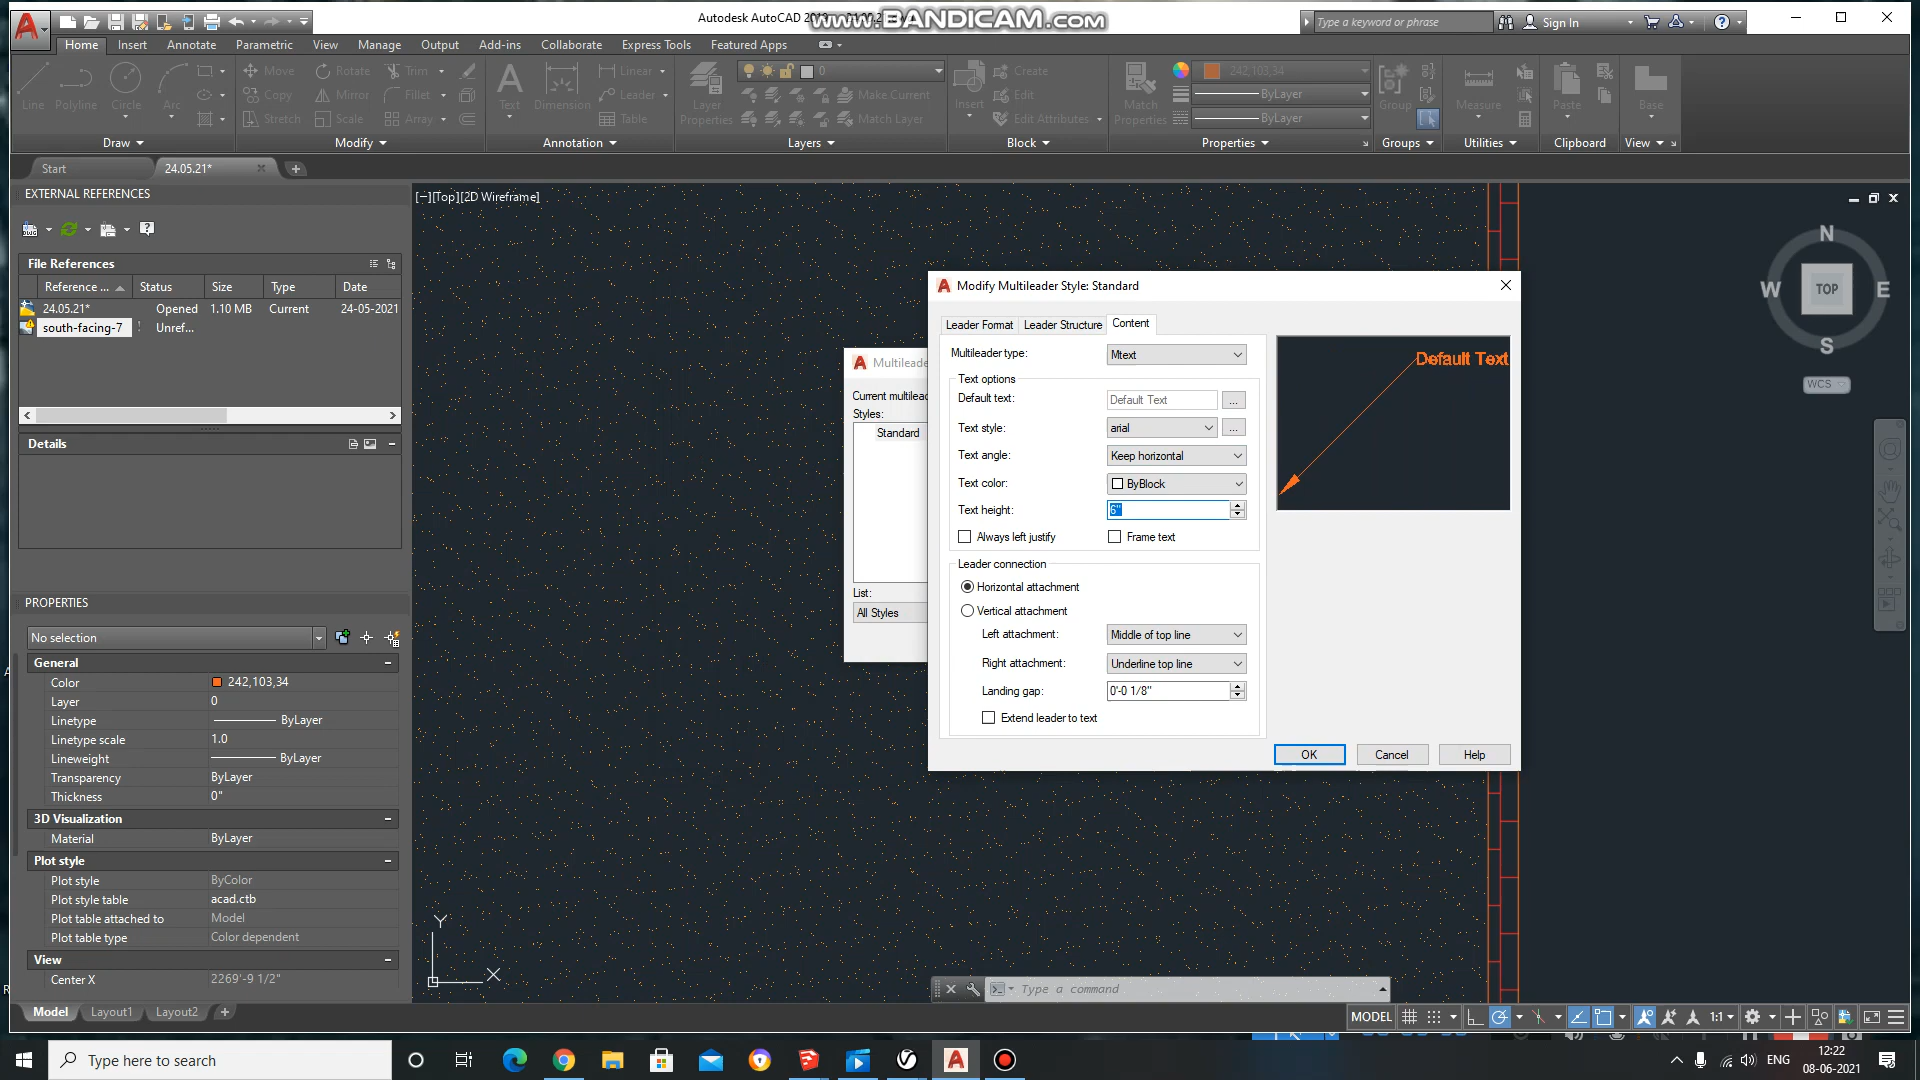 Autodesk AutoCAD
www.BANDICAM.com
Type a keyword or phrase
Sign In
Home Insert Annotate Parametric View Manage Output Add-ins Collaborate Express Tools Featured Apps
Line Polyline Circle Arc
Move Rotate Trim
Copy Mirror Fillet
Stretch Scale Array
Text Dimension
Linear
Leader
Table
Layer Properties
0
Make Current
Match Layer
Insert
Create
Edit
Edit Attributes
Match Properties
242,103,34
ByLayer
ByLayer
Group
Measure
Paste
Base
Draw Modify Annotation Layers Block Properties Groups Utilities Clipboard View
Start 24.05.21*
EXTERNAL REFERENCES
[−][Top][2D Wireframe]
File References
Reference ... Status Size Type Date
24.05.21* Opened 1.10 MB Current 24-05-2021
south-facing-7 ! Unref...
Details
PROPERTIES
No selection
General
Color 242,103,34
Layer 0
Linetype ByLayer
Linetype scale 1.0
Lineweight ByLayer
Transparency ByLayer
Thickness 0"
3D Visualization
Material ByLayer
Plot style
Plot style ByColor
Plot style table acad.ctb
Plot table attached to Model
Plot table type Color dependent
View
Center X 2269'-9 1/2"
Model Layout1 Layout2
Multileade
Current multileac
Styles:
Standard
List:
All Styles
Modify Multileader Style: Standard
Leader Format Leader Structure Content
Multileader type: Mtext
Text options
Default text: Default Text ...
Text style: arial ...
Text angle: Keep horizontal
Text color: ByBlock
Text height: 6"
Always left justify Frame text
Leader connection
Horizontal attachment
Vertical attachment
Left attachment: Middle of top line
Right attachment: Underline top line
Landing gap: 0'-0 1/8"
Extend leader to text
Default Text
OK Cancel Help
N
W TOP E
S
WCS
Y
X
Type a command
MODEL 1:1
Type here to search
ENG
12:22
08-06-2021